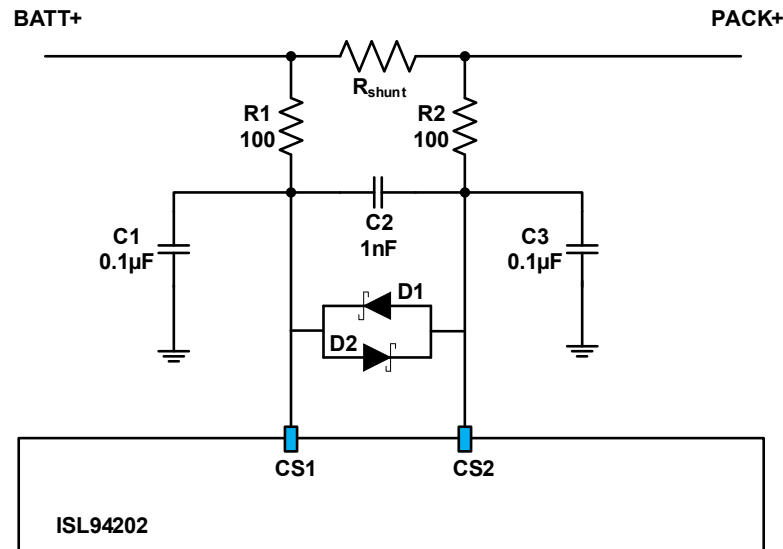 BATT+
PACK+
Rshunt
R1
100
R2
100
C1
0.1µF
C2
1nF
C3
0.1µF
D1
D2
CS1
CS2
ISL94202